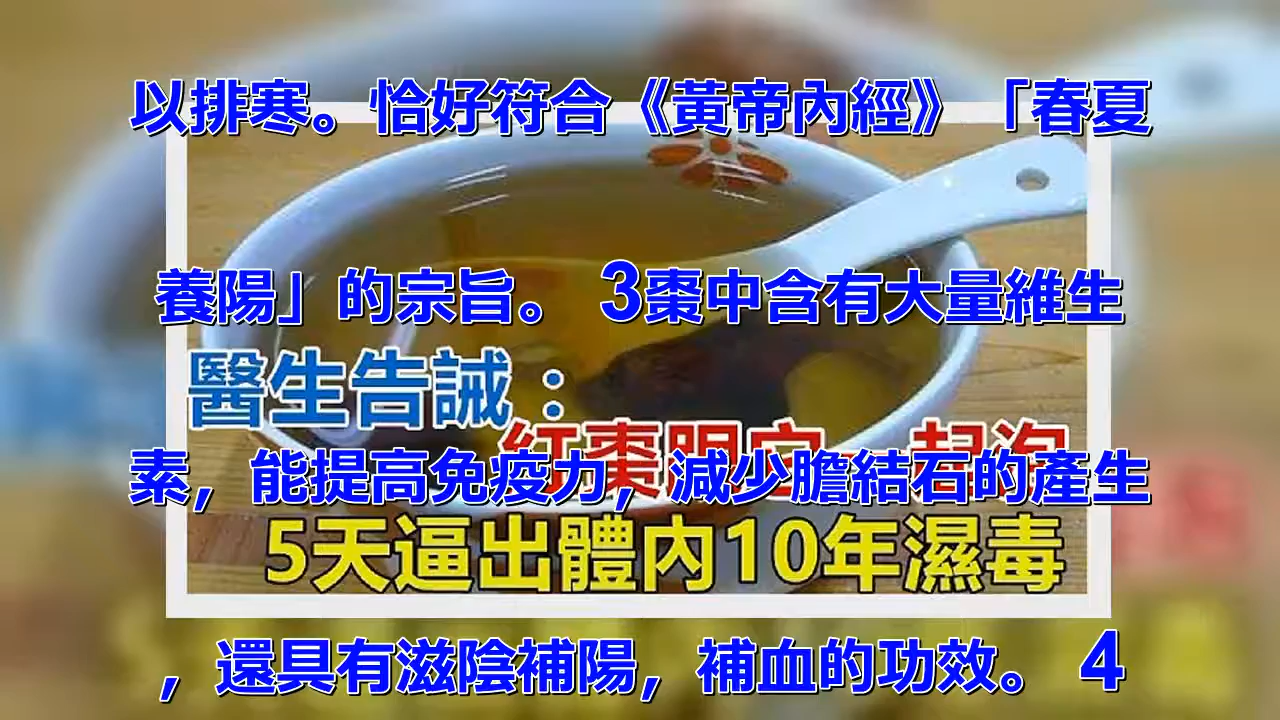 以排寒。恰好符合《黃帝內經》「春夏
養陽」的宗旨。 3棗中含有大量維生
醫生告誡：
紅棗
素，能提高免疫力，減少膽結石的產生
5天逼出體內10年濕毒
，還具有滋陰補陽，補血的功效。 4